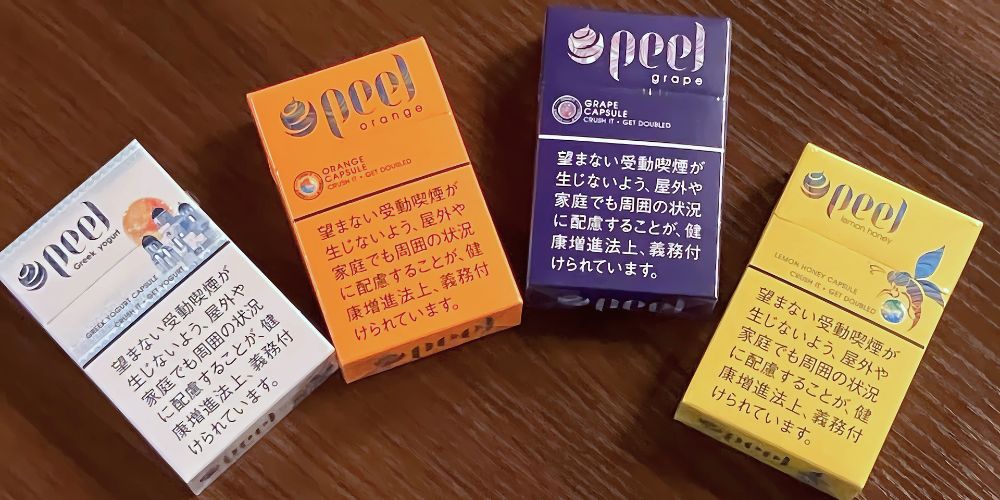 peel
Greek yogurt
GREEK YOGURT CAPSULE
CRUSH IT • GET YOGURT
望まない受動喫煙が
生じないよう、屋外や
家庭でも周囲の状況
に配慮することが、健
康増進法上、義務付
けられています。
peel
peel
orange
ORANGE
CAPSULE
CRUSH IT • GET DOUBLED
望まない受動喫煙が
生じないよう、屋外や
家庭でも周囲の状況
に配慮することが、健
康増進法上、義務付
けられています。
peel
peel
grape
GRAPE
CAPSULE
CRUSH IT • GET DOUBLED
望まない受動喫煙が
生じないよう、屋外や
家庭でも周囲の状況
に配慮することが、健
康増進法上、義務付
けられています。
peel
lemon honey
LEMON HONEY CAPSULE
CRUSH IT • GET DOUBLED
望まない受動喫煙が
生じないよう、屋外や
家庭でも周囲の状況
に配慮することが、健
康増進法上、義務付
けられています。
peel